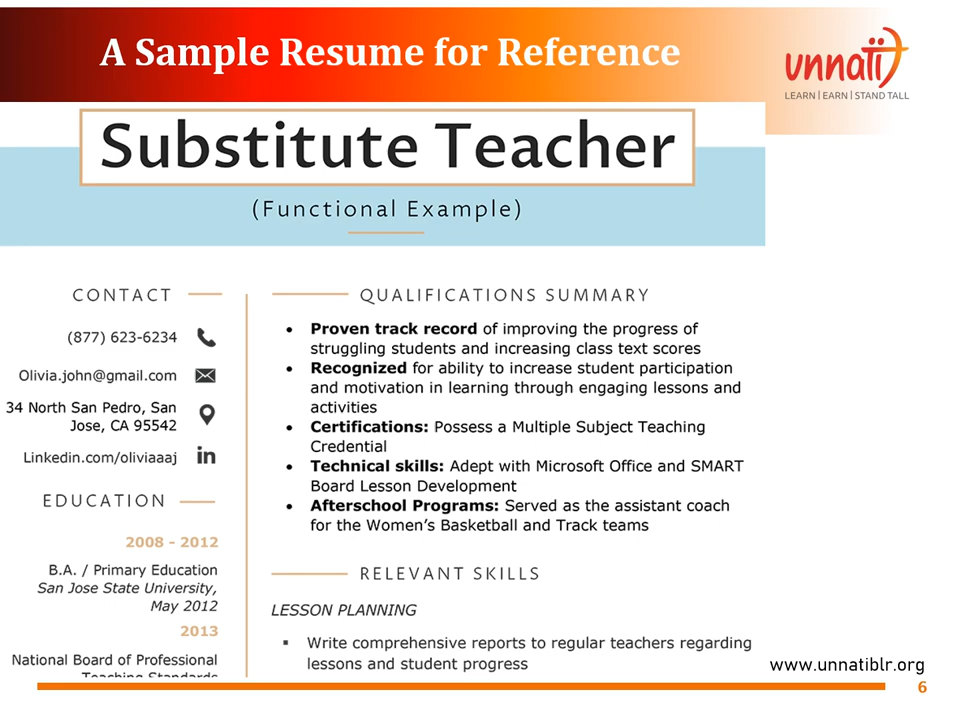 A Sample Resume for Reference
unnati
LEARN | EARN | STAND TALL
Substitute Teacher
(Functional Example)
CONTACT
(877) 623-6234
Olivia.john@gmail.com
34 North San Pedro, San
Jose, CA 95542
in
Linkedin.com/oliviaaaj
EDUCATION
2008 - 2012
B.A. / Primary Education
San Jose State University,
May 2012
2013
National Board of Professional
Teaching Standards
QUALIFICATIONS SUMMARY
• Proven track record of improving the progress of
struggling students and increasing class text scores
• Recognized for ability to increase student participation
and motivation in learning through engaging lessons and
activities
• Certifications: Possess a Multiple Subject Teaching
Credential
• Technical skills: Adept with Microsoft Office and SMART
Board Lesson Development
• Afterschool Programs: Served as the assistant coach
for the Women’s Basketball and Track teams
RELEVANT SKILLS
LESSON PLANNING
▪ Write comprehensive reports to regular teachers regarding
lessons and student progress
www.unnatiblr.org
6